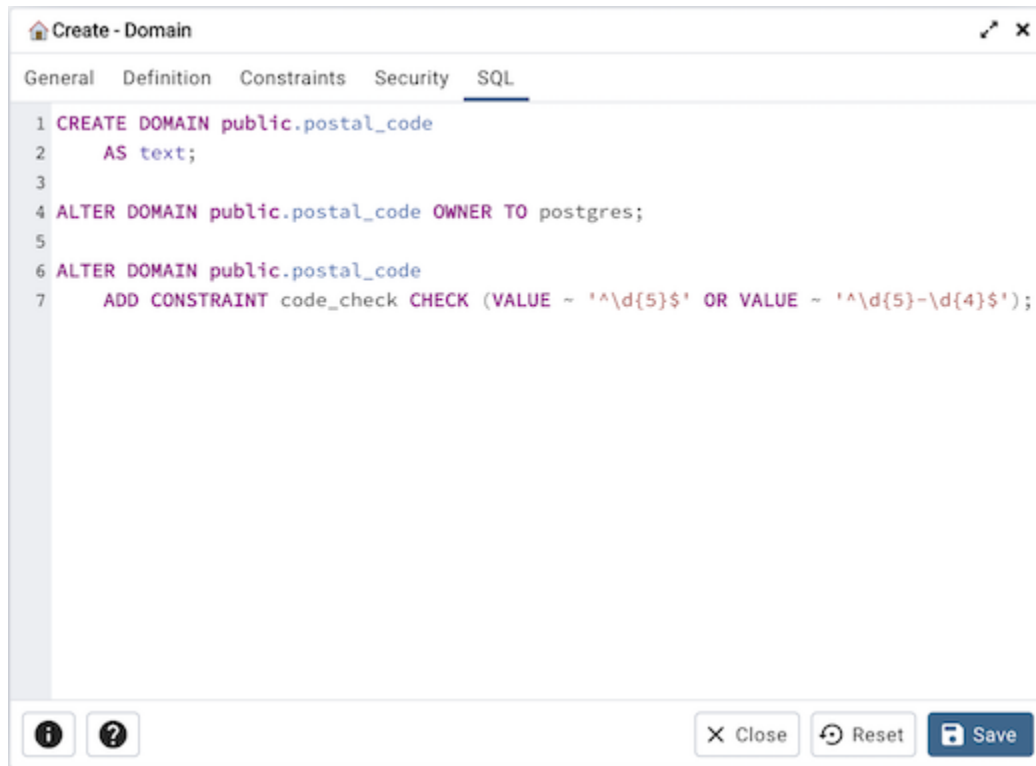 Create - Domain
General Definition Constraints Security SQL
1 CREATE DOMAIN public.postal_code
2 AS text;
3
4 ALTER DOMAIN public.postal_code OWNER TO postgres;
5
6 ALTER DOMAIN public.postal_code
7 ADD CONSTRAINT code_check CHECK (VALUE ~ '^\d{5}$' OR VALUE ~ '^\d{5}-\d{4}$');
Close Reset Save